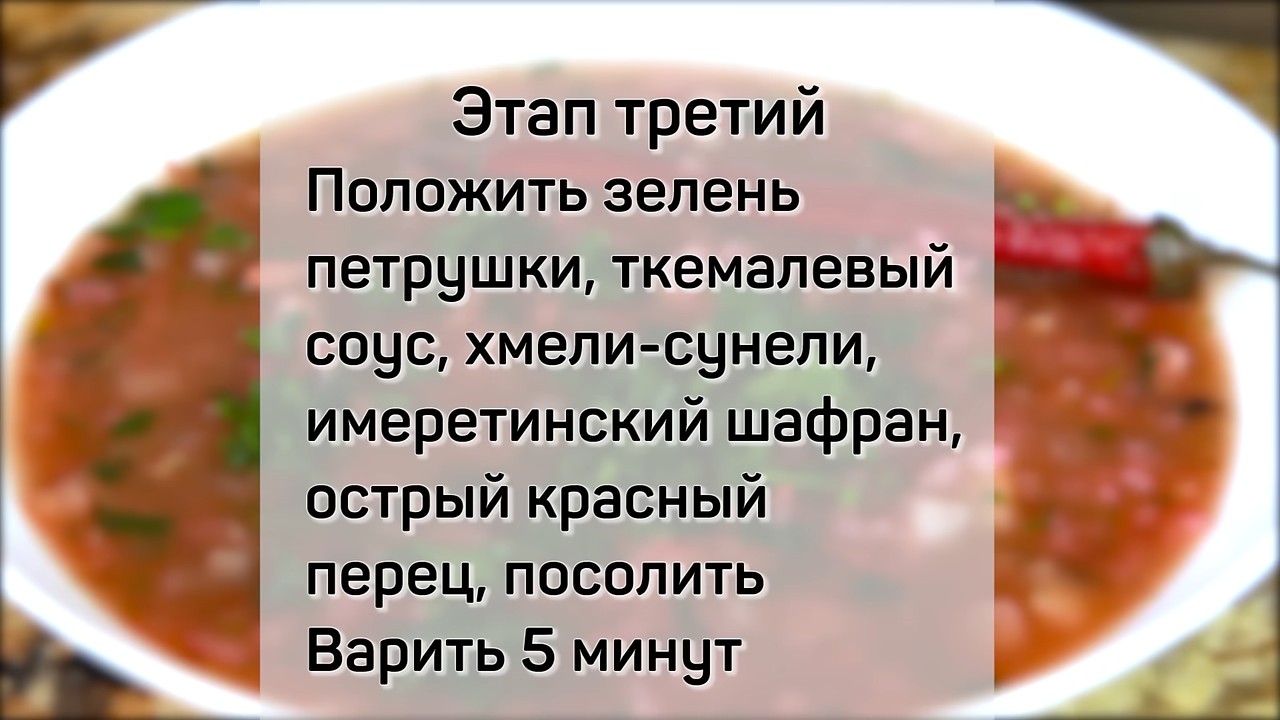 Этап третий
Положить зелень
петрушки, ткемалевый
соус, хмели-сунели,
имеретинский шафран,
острый красный
перец, посолить
Варить 5 минут